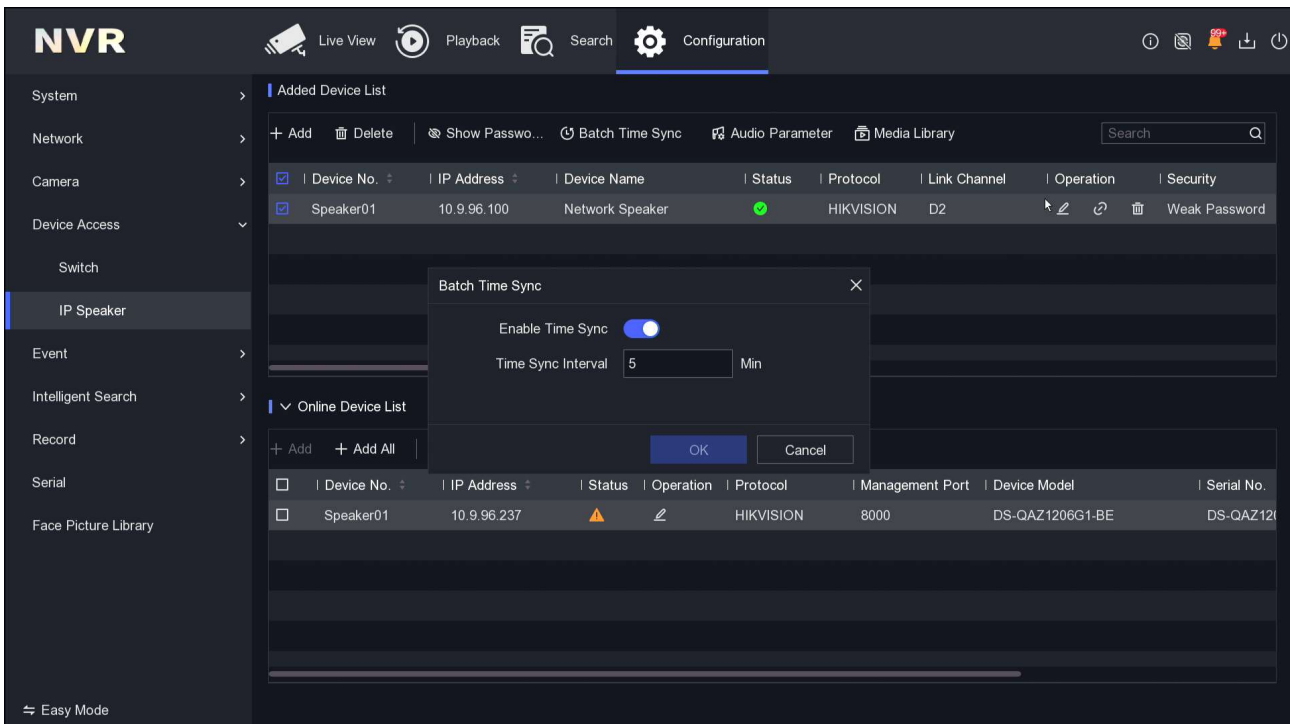 NVR
Live View
Playback
Search
Configuration
99+
System
Network
Camera
Device Access
Switch
IP Speaker
Event
Intelligent Search
Record
Serial
Face Picture Library
Easy Mode
Added Device List
Add Delete Show Passwo... Batch Time Sync Audio Parameter Media Library Search
Device No. IP Address Device Name Status Protocol Link Channel Operation Security
Speaker01 10.9.96.100 Network Speaker HIKVISION D2 Weak Password
Batch Time Sync
Enable Time Sync
Time Sync Interval 5 Min
OK Cancel
Online Device List
Add Add All
Device No. IP Address Status Operation Protocol Management Port Device Model Serial No.
Speaker01 10.9.96.237 HIKVISION 8000 DS-QAZ1206G1-BE DS-QAZ120